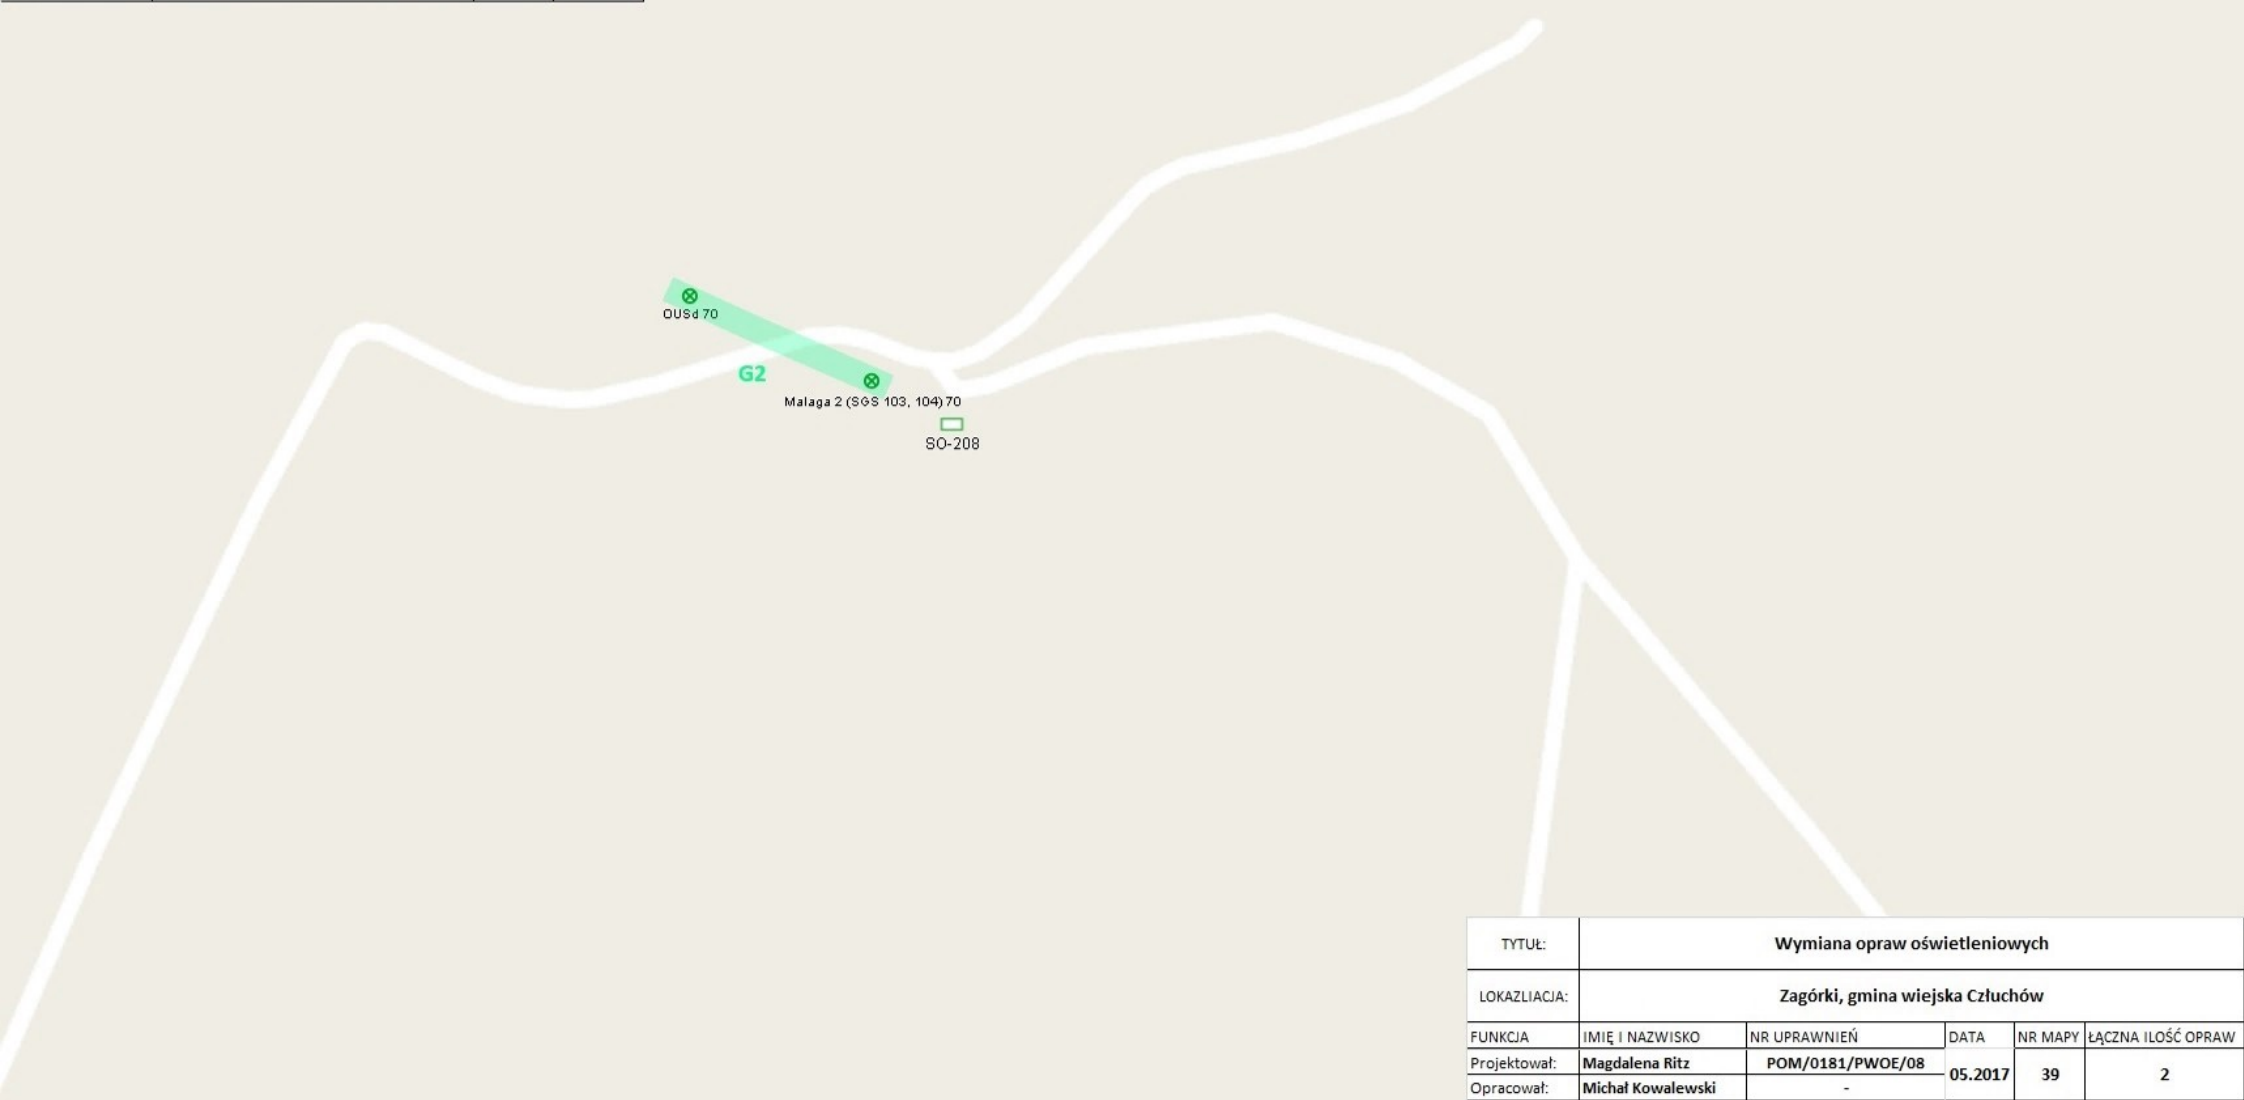 OUSd 70
G2
Malaga 2 (SGS 103, 104) 70
SO-208
TYTUŁ: Wymiana opraw oświetleniowych
LOKAZLIACJA: Zagórki, gmina wiejska Człuchów
FUNKCJA IMIĘ I NAZWISKO NR UPRAWNIEŃ DATA NR MAPY ŁĄCZNA ILOŚĆ OPRAW
Projektował: Magdalena Ritz POM/0181/PWOE/08 05.2017 39 2
Opracował: Michał Kowalewski -